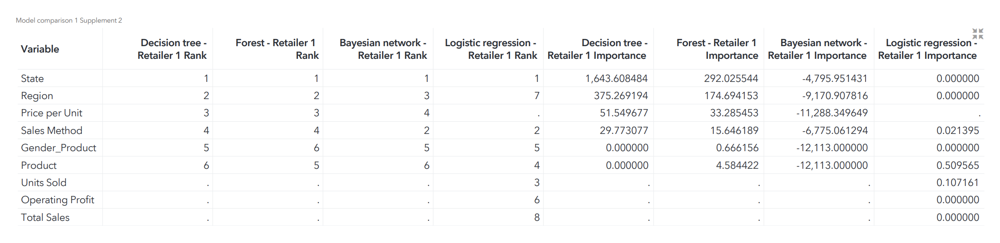 Model comparison 1 Supplement 2
Variable Decision tree - Retailer 1 Rank Forest - Retailer 1 Rank Bayesian network - Retailer 1 Rank Logistic regression - Retailer 1 Rank Decision tree - Retailer 1 Importance Forest - Retailer 1 Importance Bayesian network - Retailer 1 Importance Logistic regression - Retailer 1 Importance
State 1 1 1 1 1,643.608484 292.025544 -4,795.951431 0.000000
Region 2 2 3 7 375.269194 174.694153 -9,170.907816 0.000000
Price per Unit 3 3 4 . 51.549677 33.285453 -11,288.349649 .
Sales Method 4 4 2 2 29.773077 15.646189 -6,775.061294 0.021395
Gender_Product 5 6 5 5 0.000000 0.666156 -12,113.000000 0.000000
Product 6 5 6 4 0.000000 4.584422 -12,113.000000 0.509565
Units Sold . . . 3 . . . 0.107161
Operating Profit . . . 6 . . . 0.000000
Total Sales . . . 8 . . . 0.000000